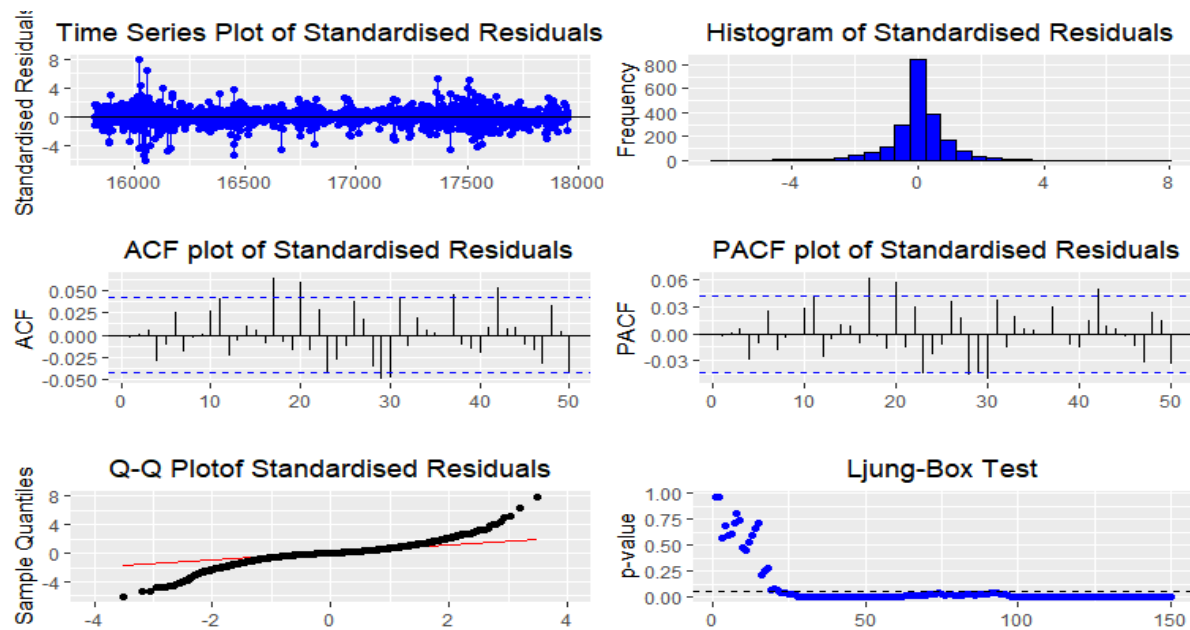 Time Series Plot of Standardised Residuals
Standardised Residuals
8
4
0
-4
16000 16500 17000 17500 18000
Histogram of Standardised Residuals
Frequency
800
600
400
200
0
-4 0 4 8
ACF plot of Standardised Residuals
ACF
0.050
0.025
0.000
-0.025
-0.050
0 10 20 30 40 50
PACF plot of Standardised Residuals
PACF
0.06
0.03
0.00
-0.03
0 10 20 30 40 50
Q-Q Plotof Standardised Residuals
Sample Quantiles
8
4
0
-4
-4 -2 0 2 4
Ljung-Box Test
p-value
1.00
0.75
0.50
0.25
0.00
0 50 100 150